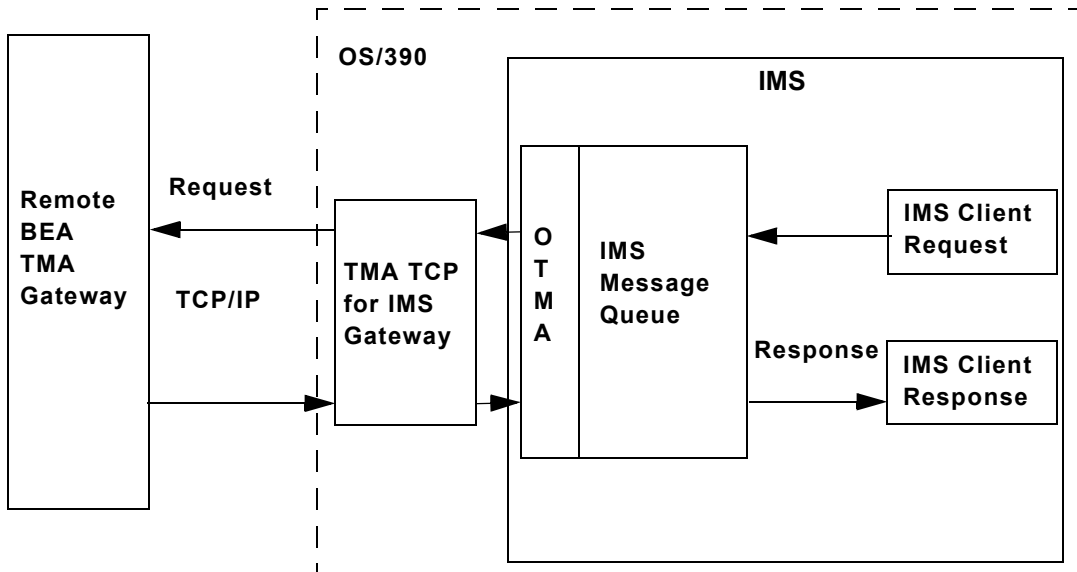 OS/390
IMS
Remote
BEA
TMA
Gateway
Request
TCP/IP
TMA TCP
for IMS
Gateway
O
T
M
A
IMS
Message
Queue
IMS Client
Request
Response
IMS Client
Response